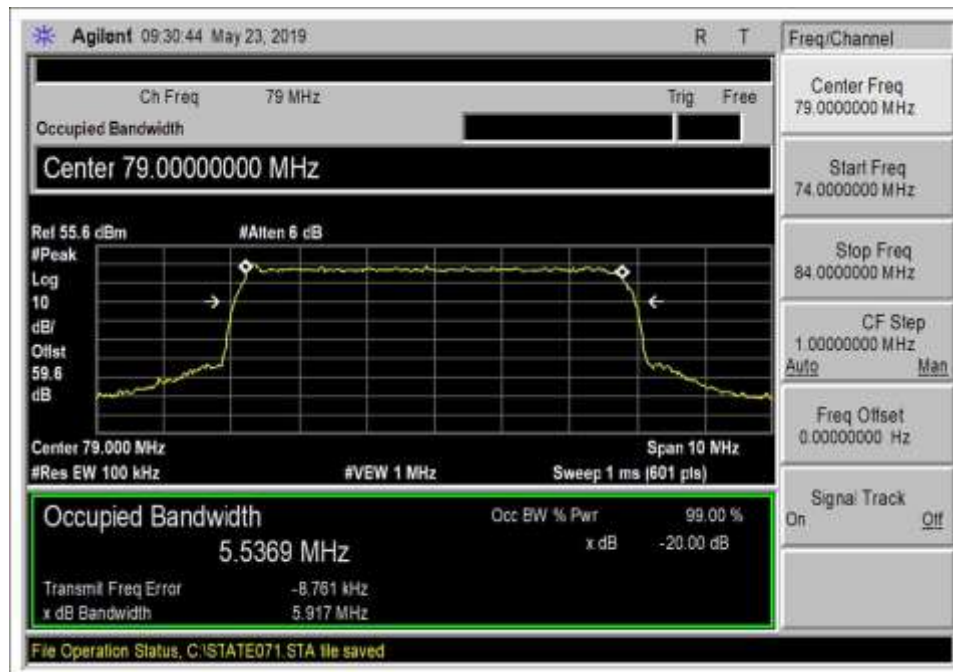 Agilent 09:30:44 May 23, 2019 R T
Freq/Channel
Ch Freq 79 MHz Trig Free
Occupied Bandwidth
Center 79.00000000 MHz
Ref 55.6 dBm #Atten 6 dB
#Peak
Log
10
dB/
Offst
59.6
dB
Center 79.000 MHz Span 10 MHz
#Res EW 100 kHz #VEW 1 MHz Sweep 1 ms (601 pts)
Occupied Bandwidth Occ BW % Pwr 99.00 %
5.5369 MHz x dB -20.00 dB
Transmit Freq Error -8.761 kHz
x dB Bandwidth 5.917 MHz
File Operation Status, C:\STATE071.STA file saved
Center Freq
79.0000000 MHz
Start Freq
74.0000000 MHz
Stop Freq
84.0000000 MHz
CF Step
1.00000000 MHz
Auto Man
Freq Offset
0.00000000 Hz
Signal Track
On Off